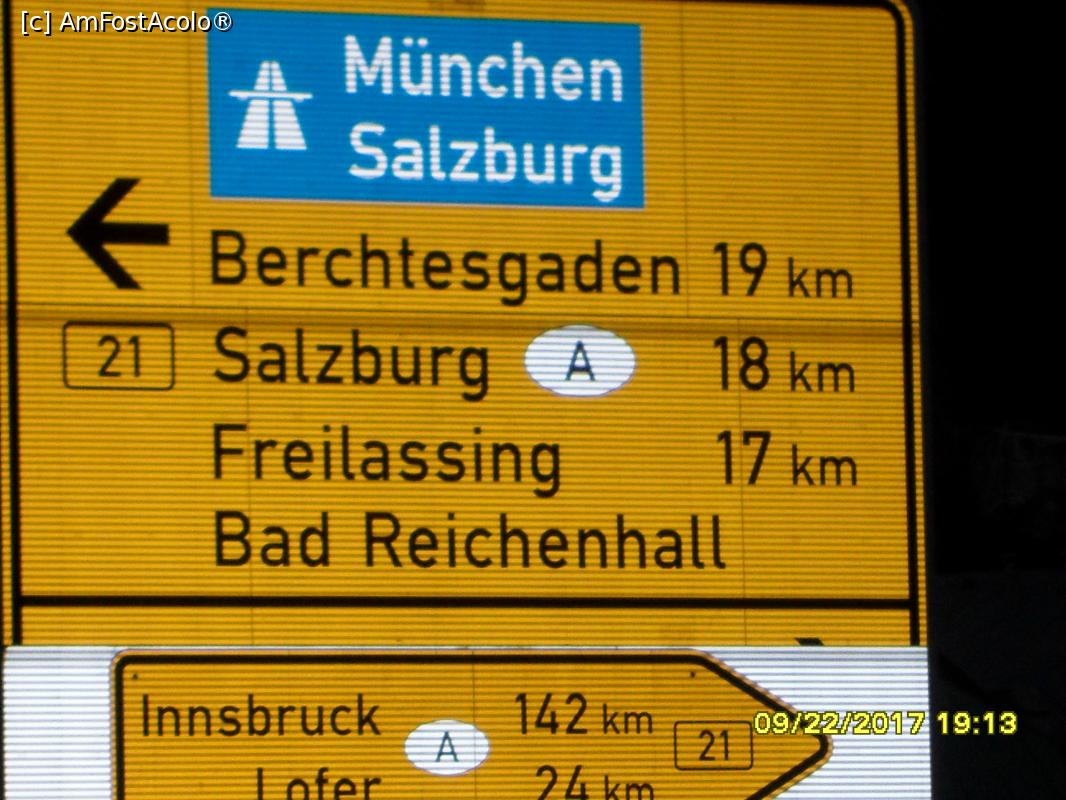 [c] AmFostAcolo®
München
Salzburg
Berchtesgaden 19 km
21 Salzburg A 18 km
Freilassing 17 km
Bad Reichenhall
Innsbruck 142 km
A 21
Lofer 24 km
09/22/2017 19:13